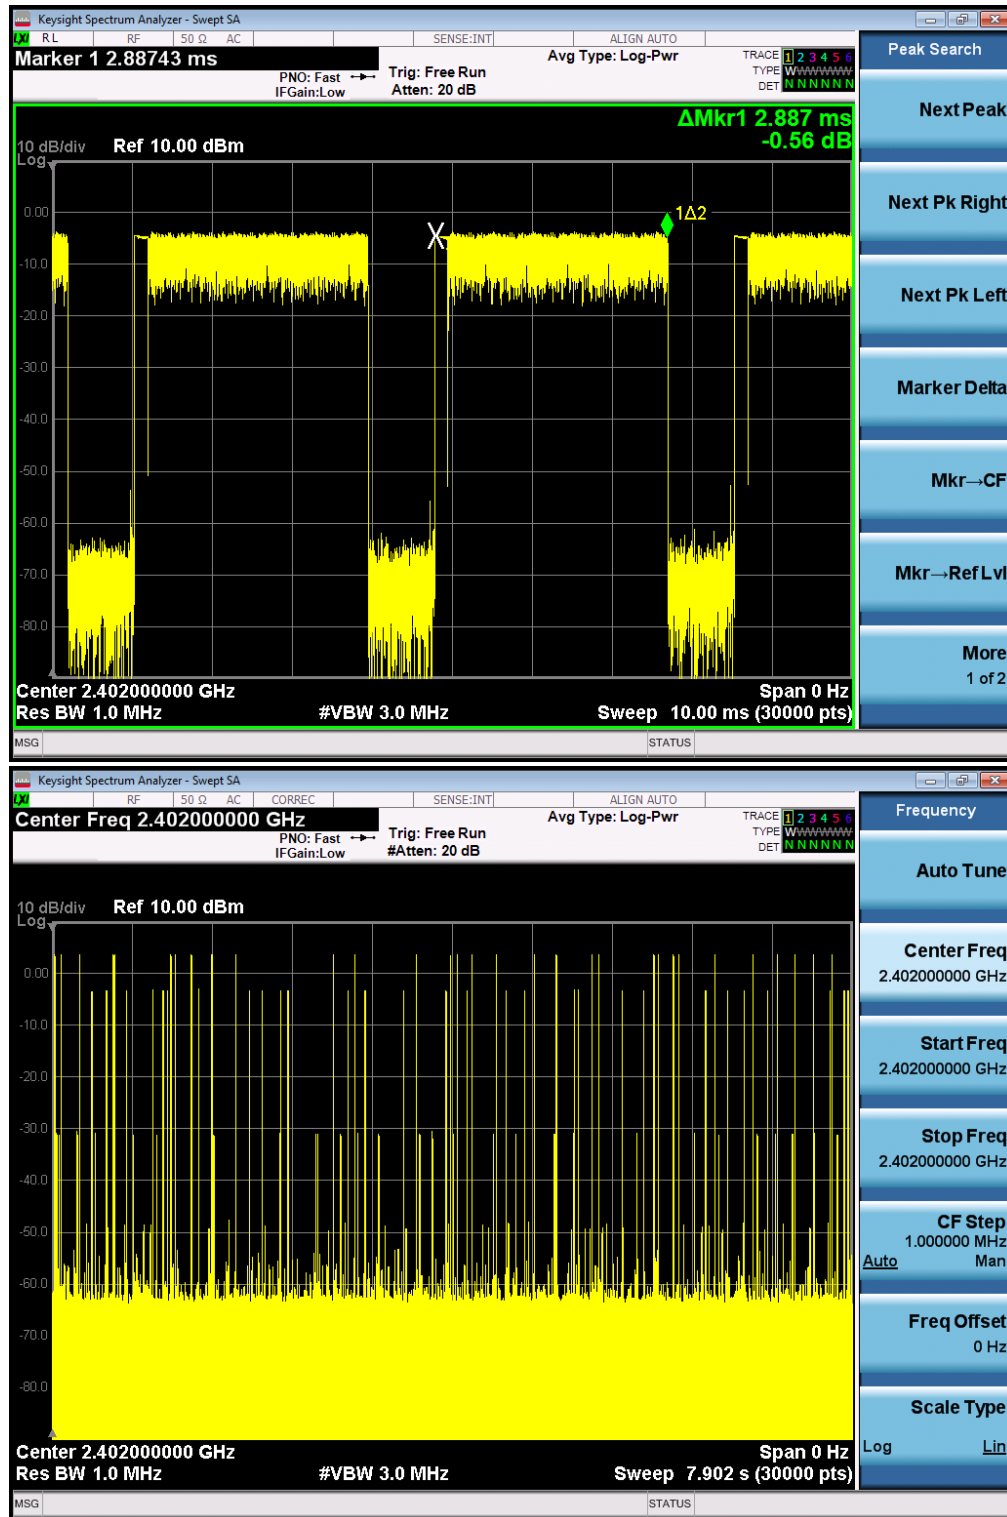 Keysight Spectrum Analyzer - Swept SA
LXI RL RF 50 Ω AC SENSE:INT ALIGN AUTO
Marker 1 2.88743 ms
PNO: Fast
IFGain:Low
Trig: Free Run
Atten: 20 dB
Avg Type: Log-Pwr
TRACE 1 2 3 4 5 6
TYPE WWWWWW
DET N N N N N N
ΔMkr1 2.887 ms
-0.56 dB
10 dB/div Ref 10.00 dBm
Log
1Δ2
0.00
-10.0
-20.0
-30.0
-40.0
-50.0
-60.0
-70.0
-80.0
Center 2.402000000 GHz Span 0 Hz
Res BW 1.0 MHz #VBW 3.0 MHz Sweep 10.00 ms (30000 pts)
MSG STATUS
Peak Search
Next Peak
Next Pk Right
Next Pk Left
Marker Delta
Mkr→CF
Mkr→Ref Lvl
More
1 of 2
Keysight Spectrum Analyzer - Swept SA
LXI RF 50 Ω AC CORREC SENSE:INT ALIGN AUTO
Center Freq 2.402000000 GHz
PNO: Fast
IFGain:Low
Trig: Free Run
#Atten: 20 dB
Avg Type: Log-Pwr
TRACE 1 2 3 4 5 6
TYPE WWWWWW
DET N N N N N N
10 dB/div Ref 10.00 dBm
Log
0.00
-10.0
-20.0
-30.0
-40.0
-50.0
-60.0
-70.0
-80.0
Center 2.402000000 GHz Span 0 Hz
Res BW 1.0 MHz #VBW 3.0 MHz Sweep 7.902 s (30000 pts)
MSG STATUS
Frequency
Auto Tune
Center Freq
2.402000000 GHz
Start Freq
2.402000000 GHz
Stop Freq
2.402000000 GHz
CF Step
1.000000 MHz
Auto Man
Freq Offset
0 Hz
Scale Type
Log Lin